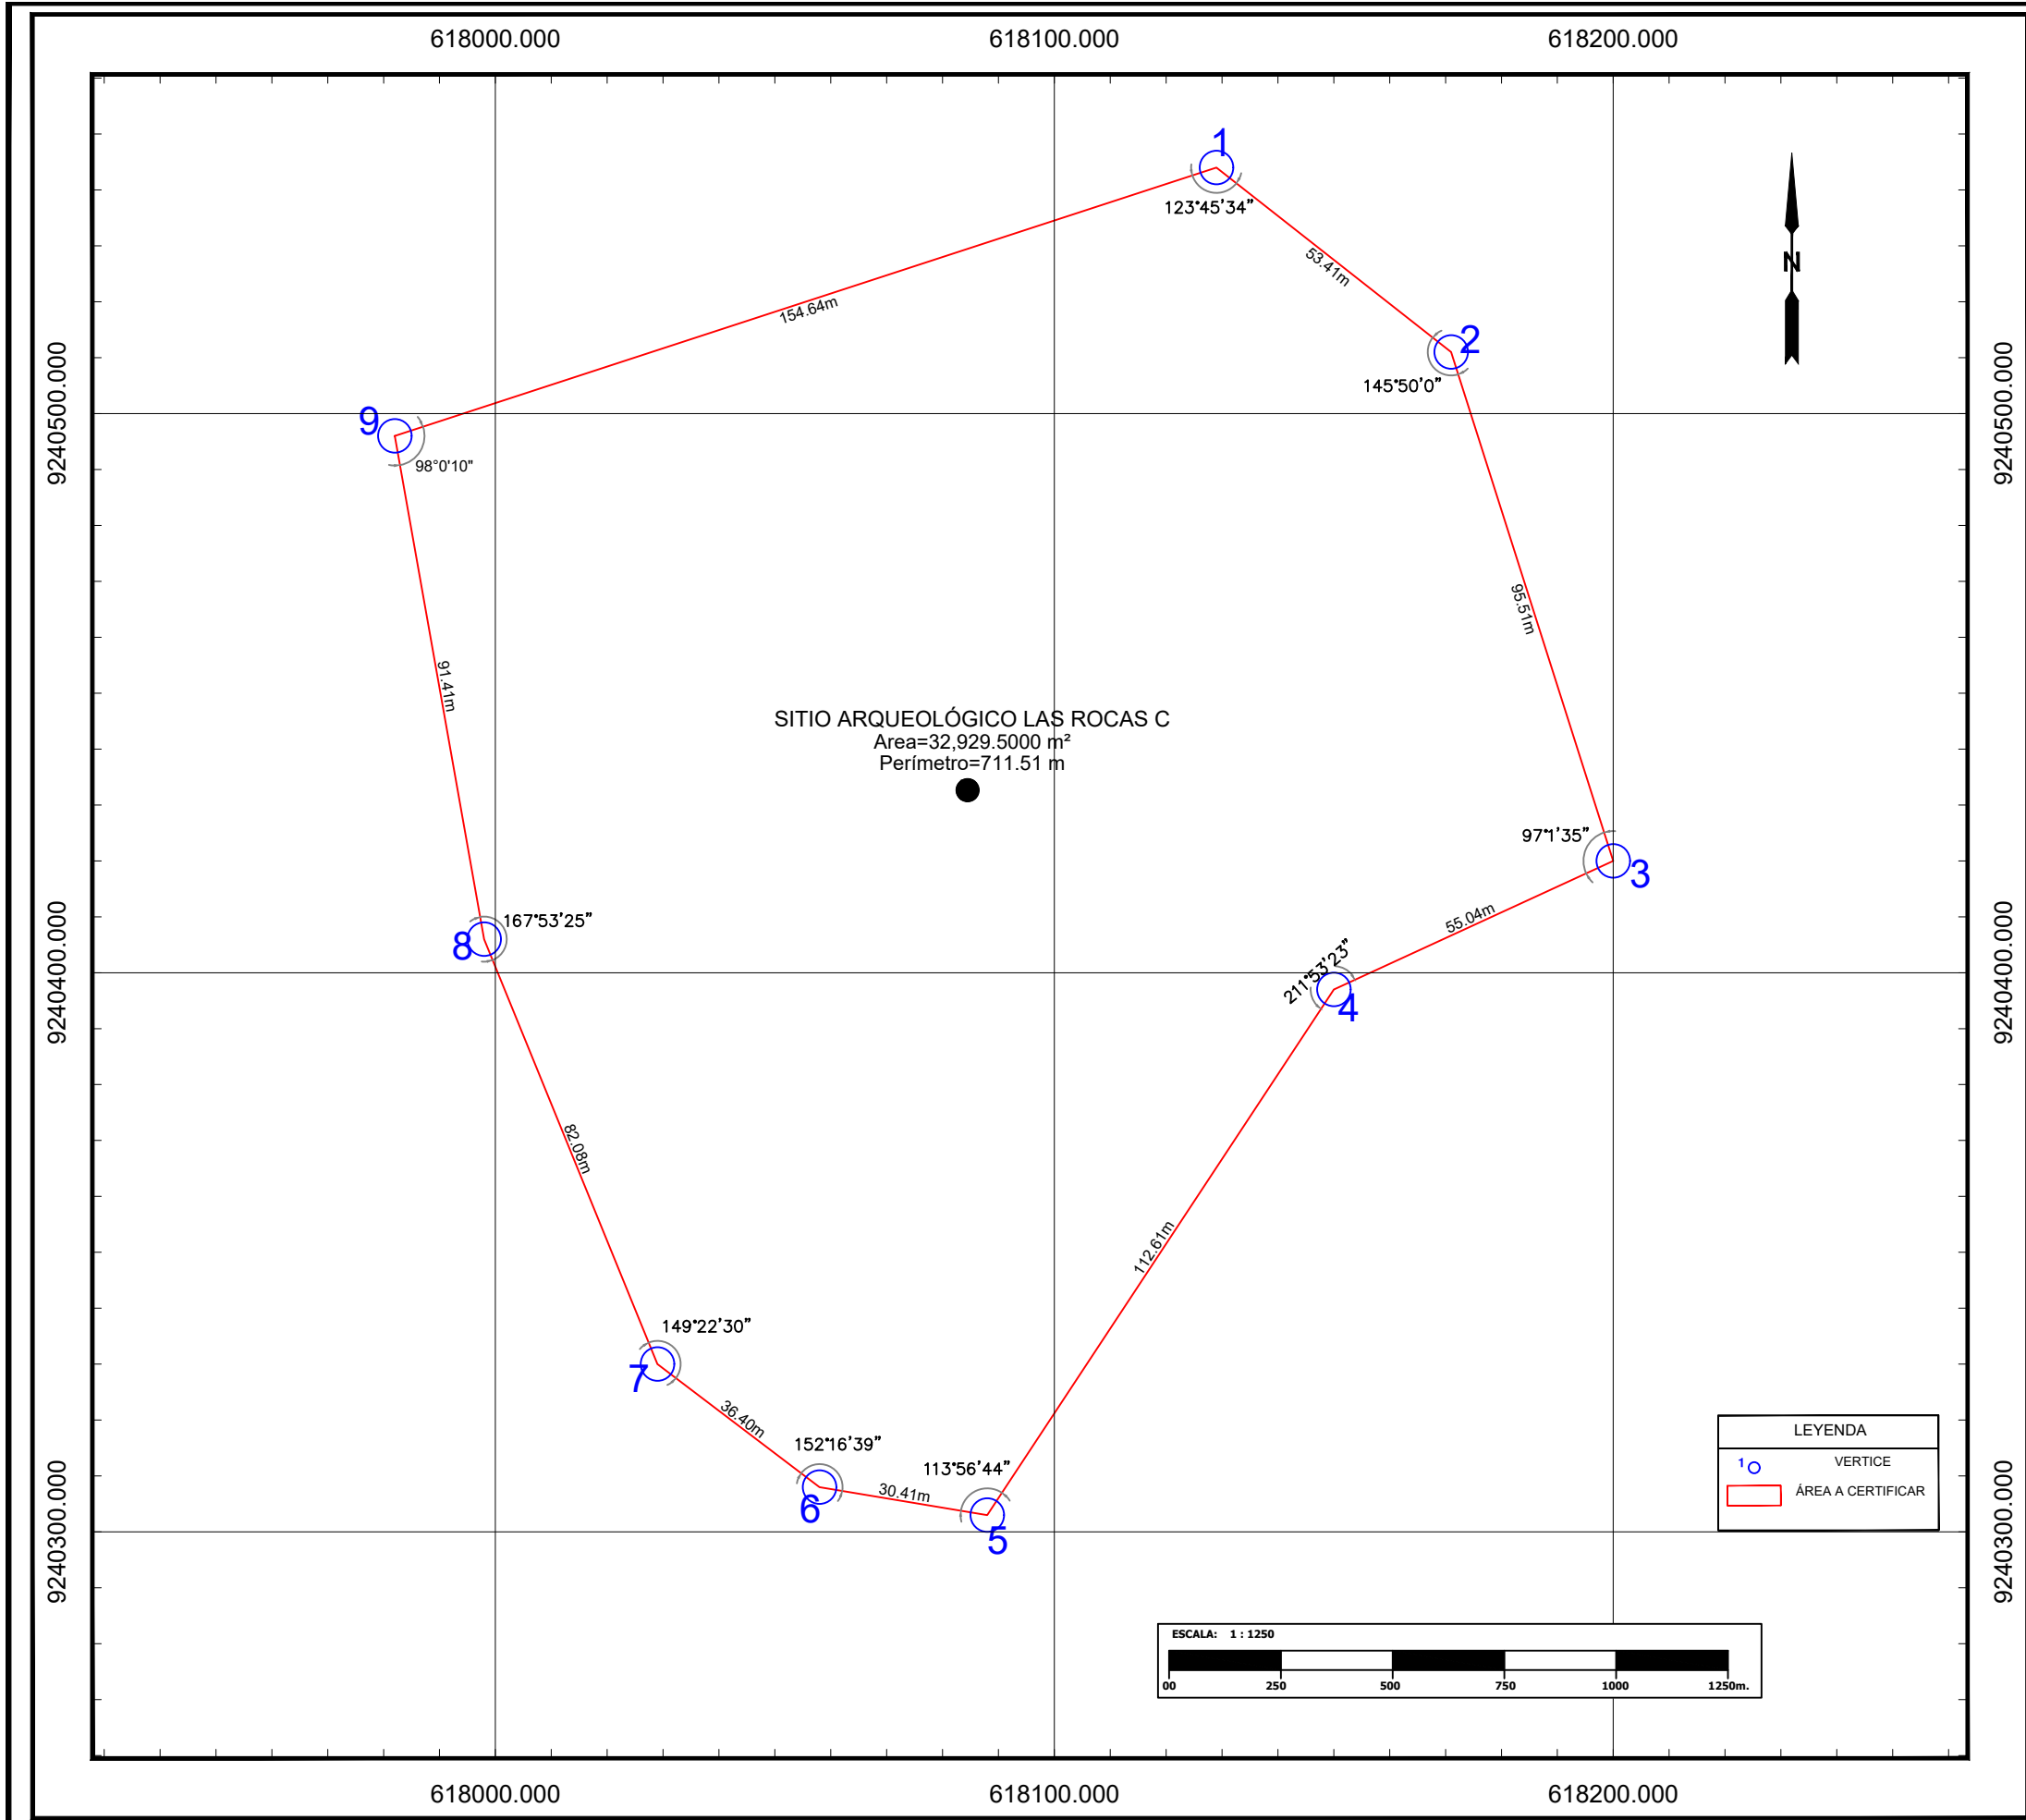 618000.000
618100.000
618200.000
1
123°45'34"
N
53.41m
2
145°50'0"
154.64m
9240500.000
9240500.000
9
98°0'10"
95.51m
91.41m
SITIO ARQUEOLÓGICO LAS ROCAS C
Area=32,929.5000 m²
Perímetro=711.51 m
97°1'35"
3
55.04m
167°53'25"
8
211°53'23"
4
9240400.000
9240400.000
82.08m
112.61m
149°22'30"
7
36.40m
152°16'39"
6
30.41m
113°56'44"
5
LEYENDA
1 VERTICE
ÁREA A CERTIFICAR
9240300.000
9240300.000
ESCALA: 1 : 1250
00 250 500 750 1000 1250m.
618000.000
618100.000
618200.000